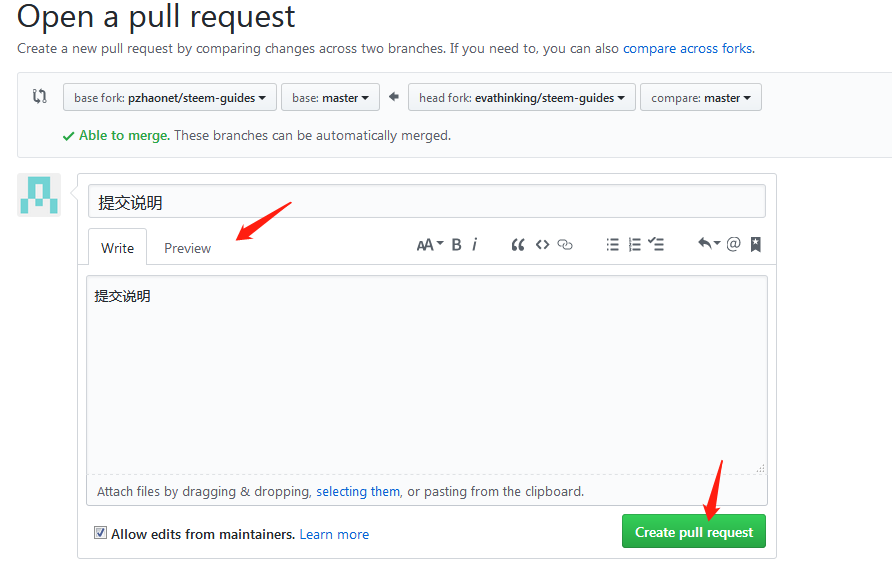 Open a pull request
Create a new pull request by comparing changes across two branches. If you need to, you can also compare across forks.
base fork: pzhaonet/steem-guides base: master head fork: evathinking/steem-guides compare: master
Able to merge. These branches can be automatically merged.
提交说明
Write Preview AA B i @
提交说明
Attach files by dragging & dropping, selecting them, or pasting from the clipboard.
Allow edits from maintainers. Learn more Create pull request